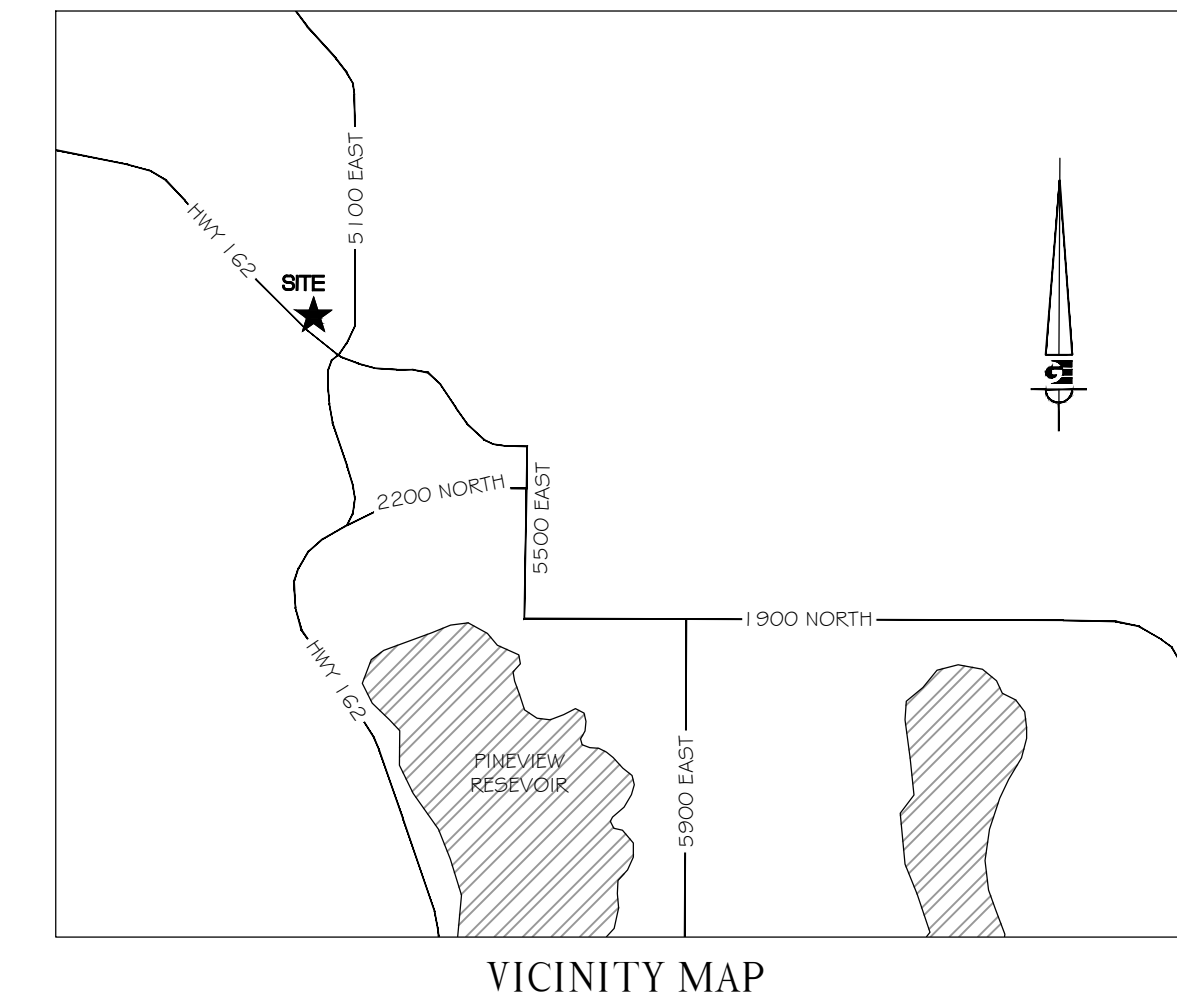 5100 EAST
HWY 162
SITE
2200 NORTH
5500 EAST
1900 NORTH
HWY 162
PINEVIEW
RESEVOIR
5900 EAST
G
VICINITY MAP